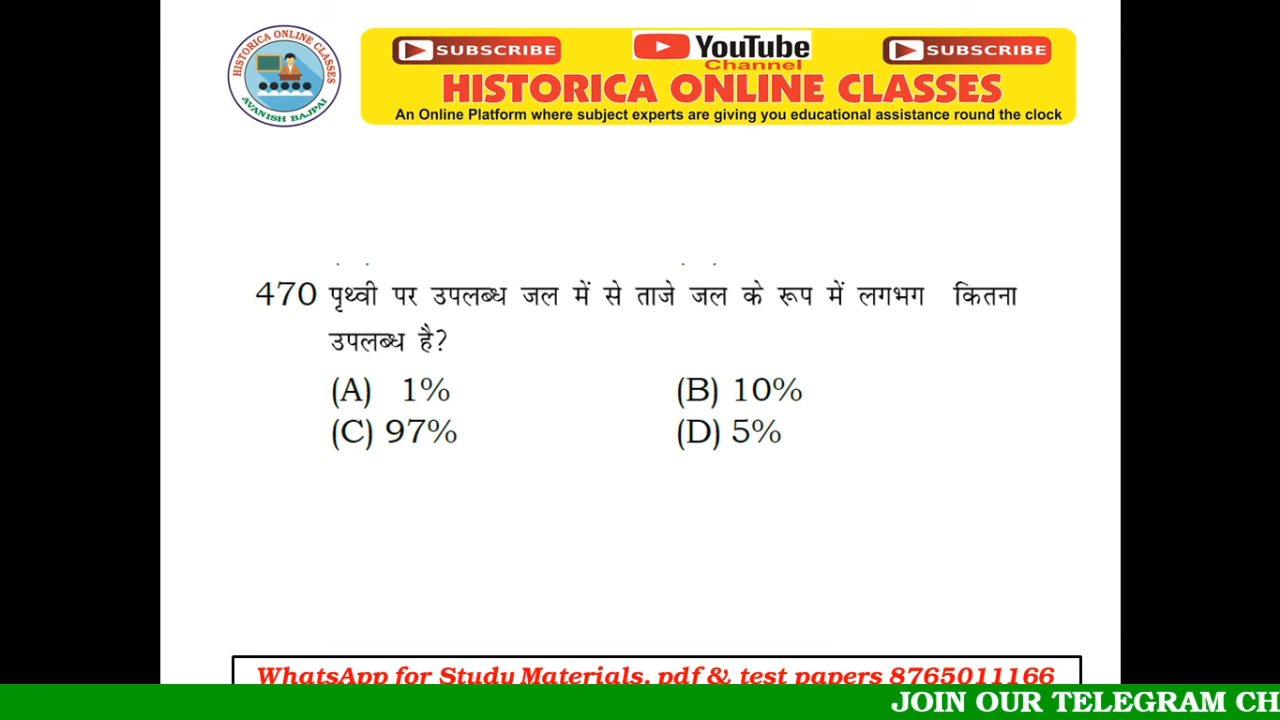 HISTORICA ONLINE CLASSES
AVANISH BAJPAI
SUBSCRIBE
YouTube
SUBSCRIBE
Channel
HISTORICA ONLINE CLASSES
An Online Platform where subject experts are giving you educational assistance round the clock
470 पृथ्वी पर उपलब्ध जल में से ताजे जल के रूप में लगभग कितना
उपलब्ध है?
(A) 1% (B) 10%
(C) 97% (D) 5%
WhatsApp for Study Materials, pdf & test papers 8765011166
JOIN OUR TELEGRAM CH